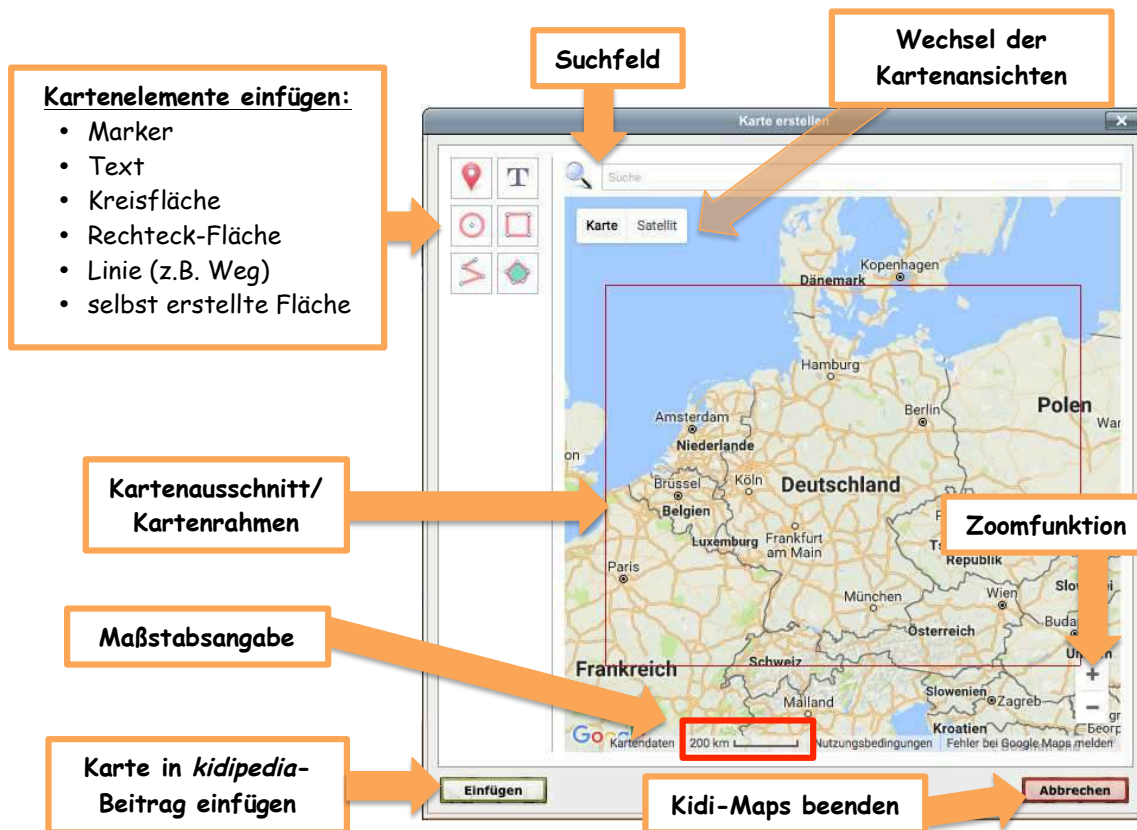 Suchfeld
Wechsel der
Kartenansichten
Kartenelemente einfügen:
• Marker
• Text
• Kreisfläche
• Rechteck-Fläche
• Linie (z.B. Weg)
• selbst erstellte Fläche
Karte erstellen
T
Suche
Karte Satellit
Kopenhagen
Dänemark
Hamburg
Berlin
Polen
Amsterdam
Niederlande
Kartenausschnitt/
Kartenrahmen
Brüssel
Köln
Deutschland
Belgien
Zoomfunktion
Luxemburg
Frankfurt
am Main
Republik
Paris
München
Wien
Maßstabsangabe
Österreich
Frankreich
Schweiz
+
Mailand
Slowenien
Zagreb
−
Kroatien
Kartendaten 200 km Nutzungsbedingungen Fehler bei Google Maps melden
Karte in kidipedia-
Beitrag einfügen
Einfügen
Kidi-Maps beenden
Abbrechen